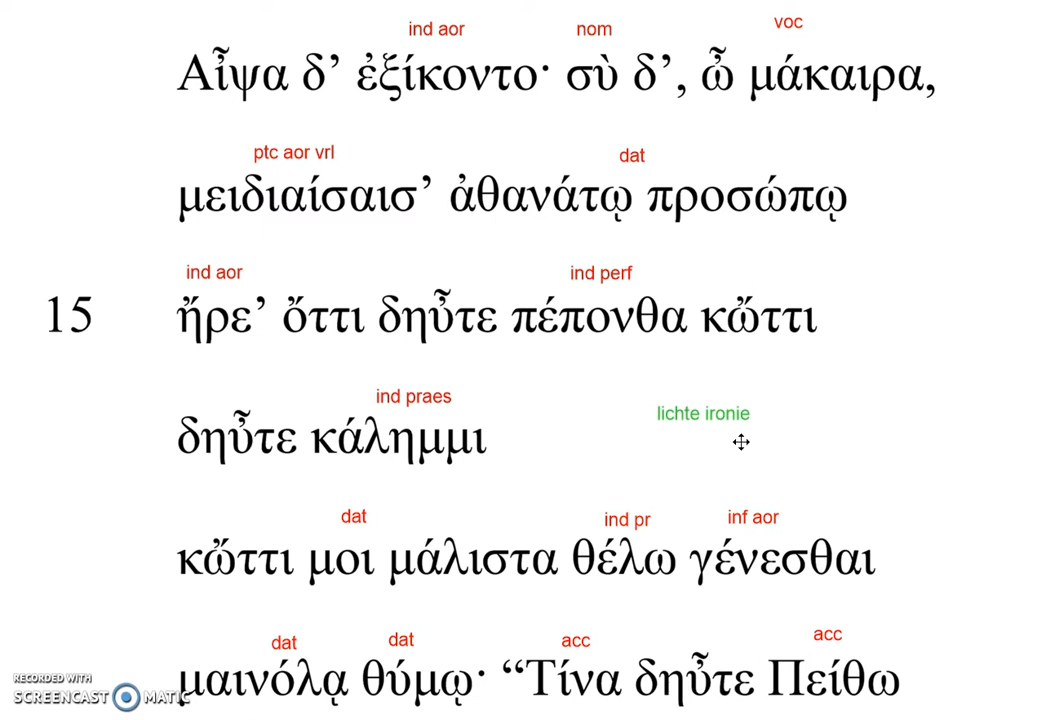 ind aor nom voc
Αἶψα δ’ ἐξίκοντο· σὺ δ’, ὦ μάκαιρα,
ptc aor vrl dat
μειδιαίσαισ’ ἀθανάτῳ προσώπῳ
ind aor ind perf
15 ἤρε’ ὄττι δηὖτε πέπονθα κὤττι
ind praes
δηὖτε κάλημμι
lichte ironie
dat ind pr inf aor
κὤττι μοι μάλιστα θέλω γένεσθαι
dat dat acc acc
μαινόλᾳ θύμῳ· “Τίνα δηὖτε Πείθω
RECORDED WITH
SCREENCAST MATIC